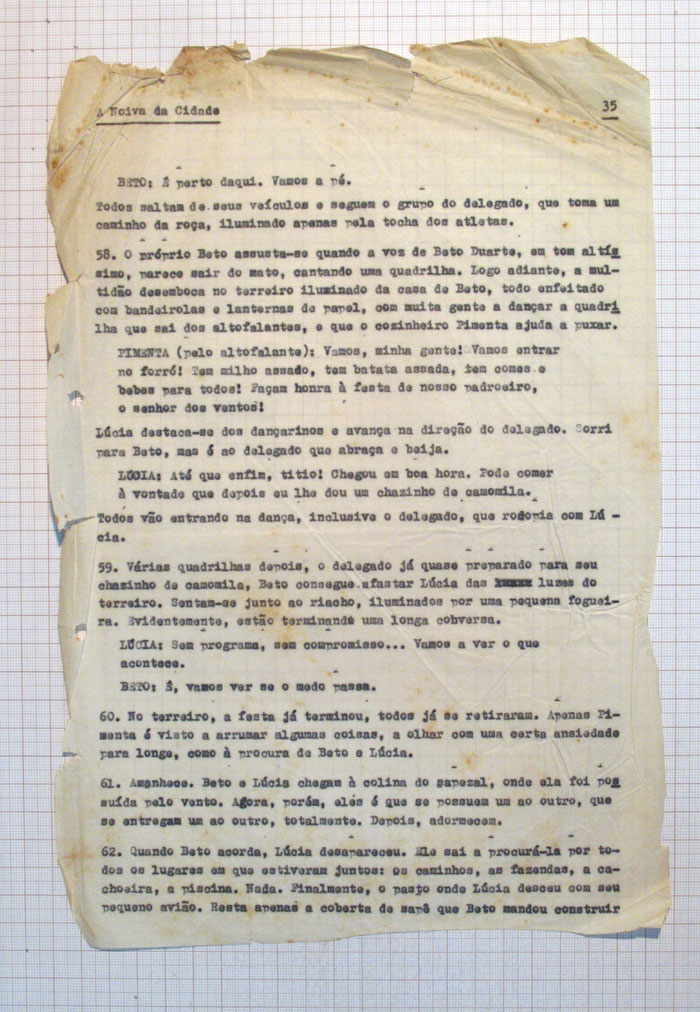 A Noiva da Cidade
35
BETO: É perto daqui. Vamos a pé.
Todos saltam de seus veículos e seguem o grupo do delegado, que toma um
caminho da roça, iluminado apenas pela tocha dos atletas.
58. O próprio Beto assusta-se quando a voz de Beto Duarte, em tom altís
simo, parece sair do mato, cantando uma quadrilha. Logo adiante, a mul-
tidão desemboca no terreiro iluminado da casa de Beto, todo enfeitado
com bandeirolas e lanternas de papel, com muita gente a dançar a quadri
lha que sai dos altofalantes, e que o cozinheiro Pimenta ajuda a puxar.
PIMENTA (pelo altofalante): Vamos, minha gente! Vamos entrar
no forró! Tem milho assado, tem batata assada, tem comes e
bebes para todos! Façam honra à festa de nosso padroeiro,
o senhor dos ventos!
Lúcia destaca-se dos dançarinos e avança na direção do delegado. Sorri
para Beto, mas é ao delegado que abraça e beija.
LÚCIA: Até que enfim, titio! Chegou em boa hora. Pode comer
à vontade que depois eu lhe dou um chazinho de camomila.
Todos vão entrando na dança, inclusive o delegado, que rodopia com Lú -
cia.
59. Várias quadrilhas depois, o delegado já quase preparado para seu
chazinho de camomila, Beto consegue afastar Lúcia das luzes do
terreiro. Sentam-se junto ao riacho, iluminados por uma pequena foguei-
ra. Evidentemente, estão terminando uma longa conversa.
LÚCIA: Sem programa, sem compromisso... Vamos a ver o que
acontece.
BETO: É, vamos ver se o medo passa.
60. No terreiro, a festa já terminou, todos já se retiraram. Apenas Pi-
menta é visto a arrumar algumas coisas, a olhar com uma certa ansiedade
para longe, como à procura de Beto e Lúcia.
61. Amanhece. Beto e Lúcia chegam à colina do sapezal, onde ela foi pos
suída pelo vento. Agora, porém, eles é que se possuem um ao outro, que
se entregam um ao outro, totalmente. Depois, adormecem.
62. Quando Beto acorda, Lúcia desapareceu. Ele sai a procurá-la por to-
dos os lugares em que estiveram juntos: os caminhos, as fazendas, a ca-
choeira, a piscina. Nada. Finalmente, o pasto onde Lúcia desceu com seu
pequeno avião. Resta apenas a coberta de sapê que Beto mandou construir